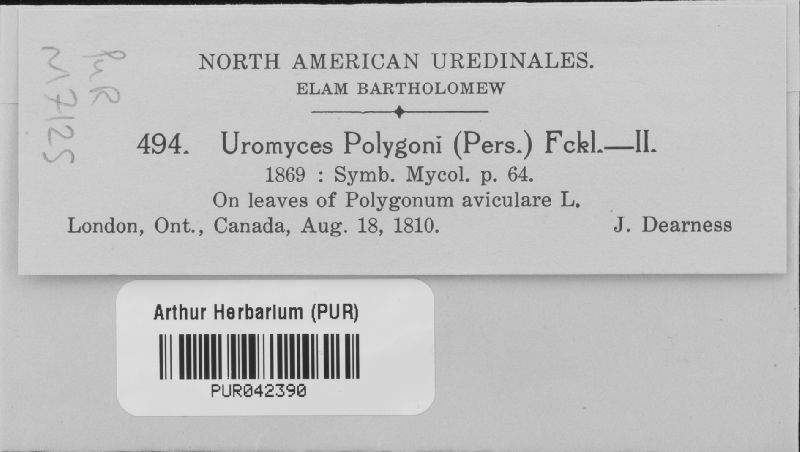 PUR
M7125
NORTH AMERICAN UREDINALES.
ELAM BARTHOLOMEW
494. Uromyces Polygoni (Pers.) Fckl.—II.
1869 : Symb. Mycol. p. 64.
On leaves of Polygonum aviculare L.
London, Ont., Canada, Aug. 18, 1810. J. Dearness
Arthur Herbarium (PUR)
PUR042390